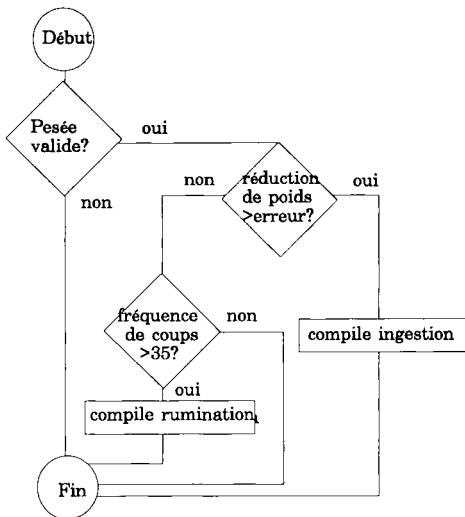 Début
Pesée
valide?
oui
non
non
réduction
de poids
>erreur?
oui
fréquence
de coups
>35?
non
compile ingestion
oui
compile rumination
Fin